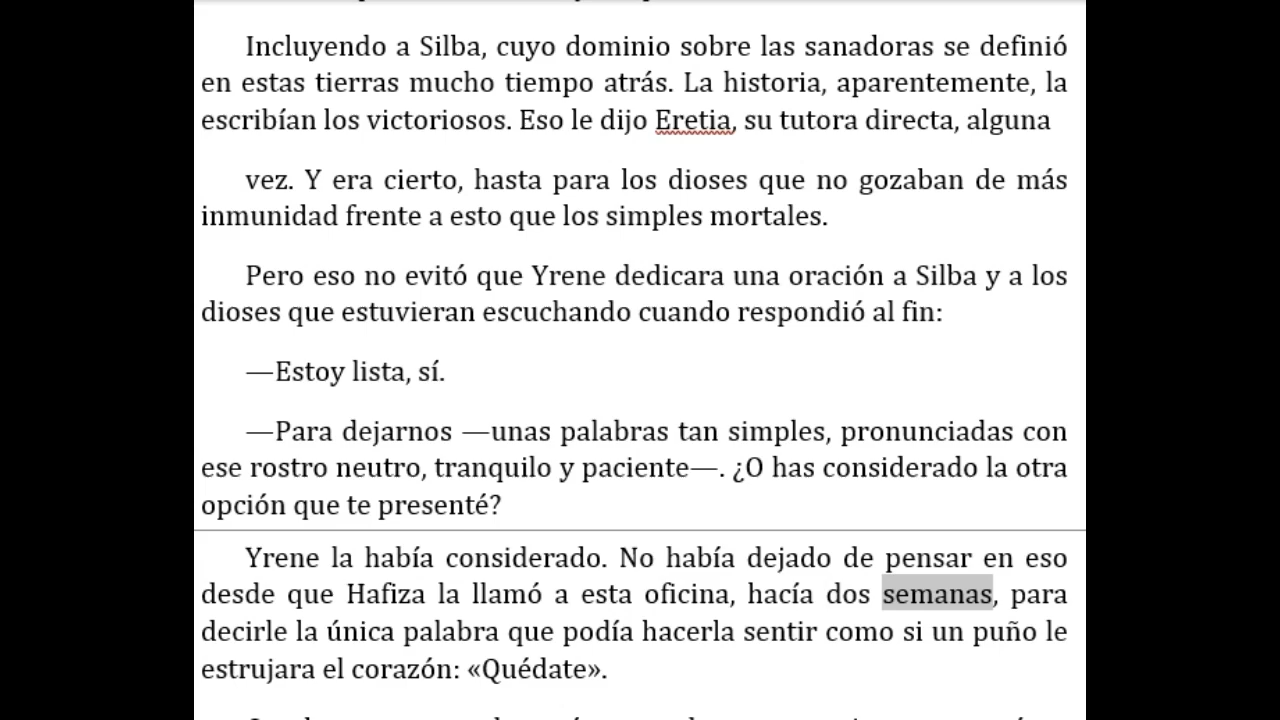 Incluyendo a Silba, cuyo dominio sobre las sanadoras se definió
en estas tierras mucho tiempo atrás. La historia, aparentemente, la
escribían los victoriosos. Eso le dijo Eretia, su tutora directa, alguna
vez. Y era cierto, hasta para los dioses que no gozaban de más
inmunidad frente a esto que los simples mortales.
Pero eso no evitó que Yrene dedicara una oración a Silba y a los
dioses que estuvieran escuchando cuando respondió al fin:
—Estoy lista, sí.
—Para dejarnos —unas palabras tan simples, pronunciadas con
ese rostro neutro, tranquilo y paciente—. ¿O has considerado la otra
opción que te presenté?
Yrene la había considerado. No había dejado de pensar en eso
desde que Hafiza la llamó a esta oficina, hacía dos semanas, para
decirle la única palabra que podía hacerla sentir como si un puño le
estrujara el corazón: «Quédate».